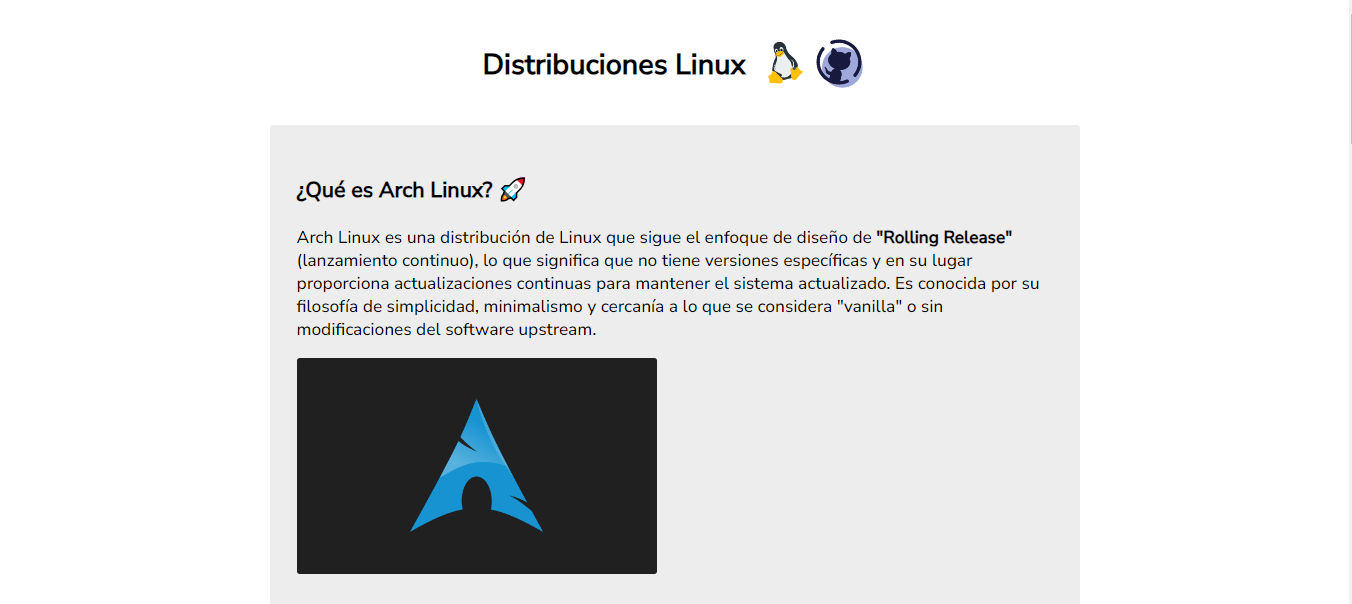 Distribuciones Linux
¿Qué es Arch Linux? 🚀
Arch Linux es una distribución de Linux que sigue el enfoque de diseño de "Rolling Release"
(lanzamiento continuo), lo que significa que no tiene versiones específicas y en su lugar
proporciona actualizaciones continuas para mantener el sistema actualizado. Es conocida por su
filosofía de simplicidad, minimalismo y cercanía a lo que se considera "vanilla" o sin
modificaciones del software upstream.